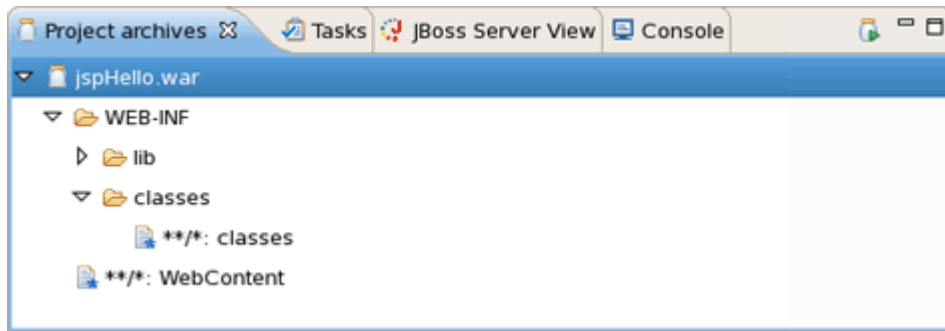 Project archives Tasks JBoss Server View Console
jspHello.war
WEB-INF
lib
classes
**/*: classes
**/*: WebContent